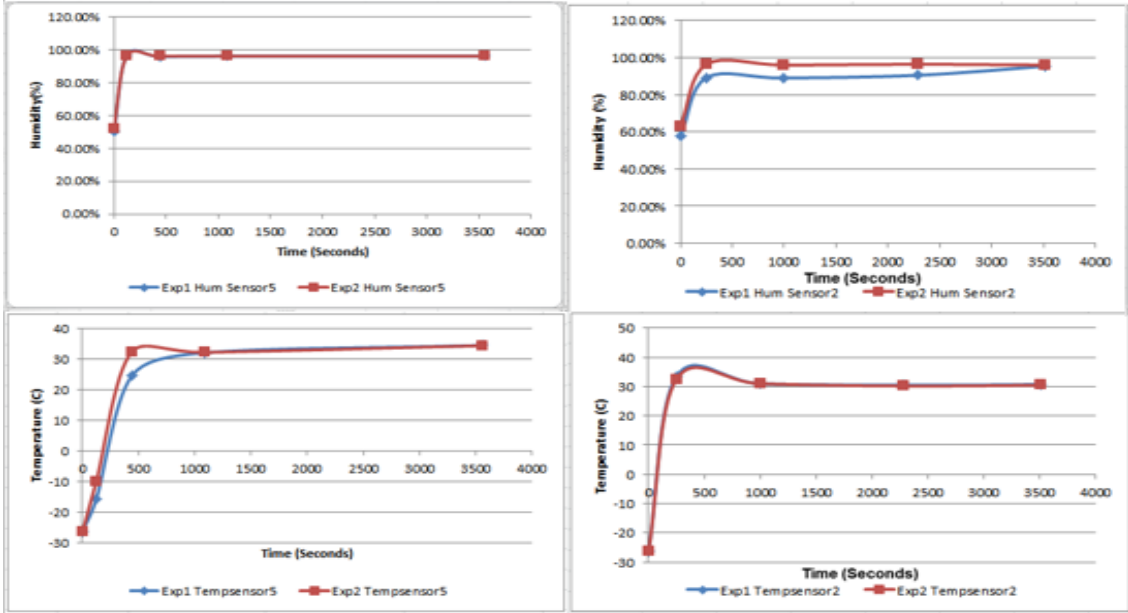 120.00%
100.00%
80.00%
60.00%
40.00%
20.00%
0.00%
Humidity(%)
0 500 1000 1500 2000 2500 3000 3500 4000
Time (Seconds)
Exp1 Hum Sensor5 Exp2 Hum Sensor5
120.00%
100.00%
80.00%
60.00%
40.00%
20.00%
0.00%
Humidity (%)
0 500 1000 1500 2000 2500 3000 3500 4000
Time (Seconds)
Exp1 Hum Sensor2 Exp2 Hum Sensor2
40
30
20
10
0
-10
-20
-30
Temperature (C)
0 500 1000 1500 2000 2500 3000 3500 4000
Time (Seconds)
Exp1 Tempsensor5 Exp2 Tempsensor5
50
40
30
20
10
0
-10
-20
-30
Temperature (C)
0 500 1000 1500 2000 2500 3000 3500 4000
Time (Seconds)
Exp1 Tempsensor2 Exp2 Tempsensor2